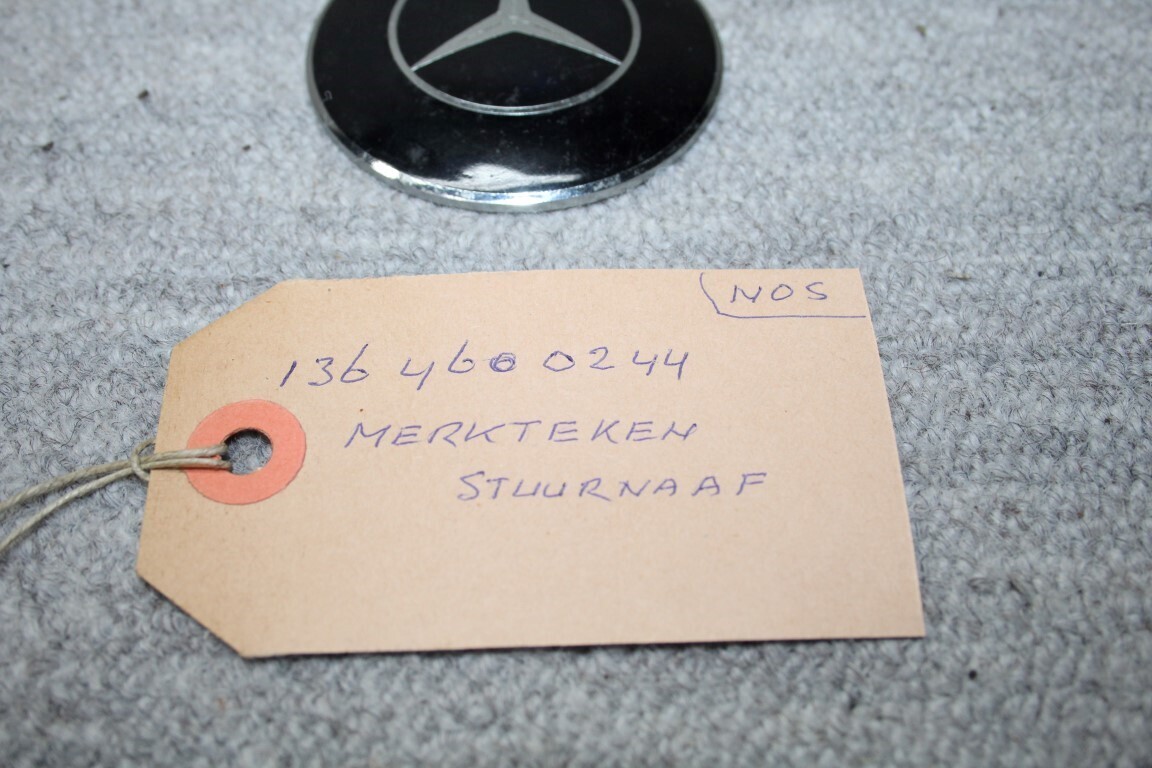 NOS
136 460 0244
MERKTEKEN
STUURNAAF